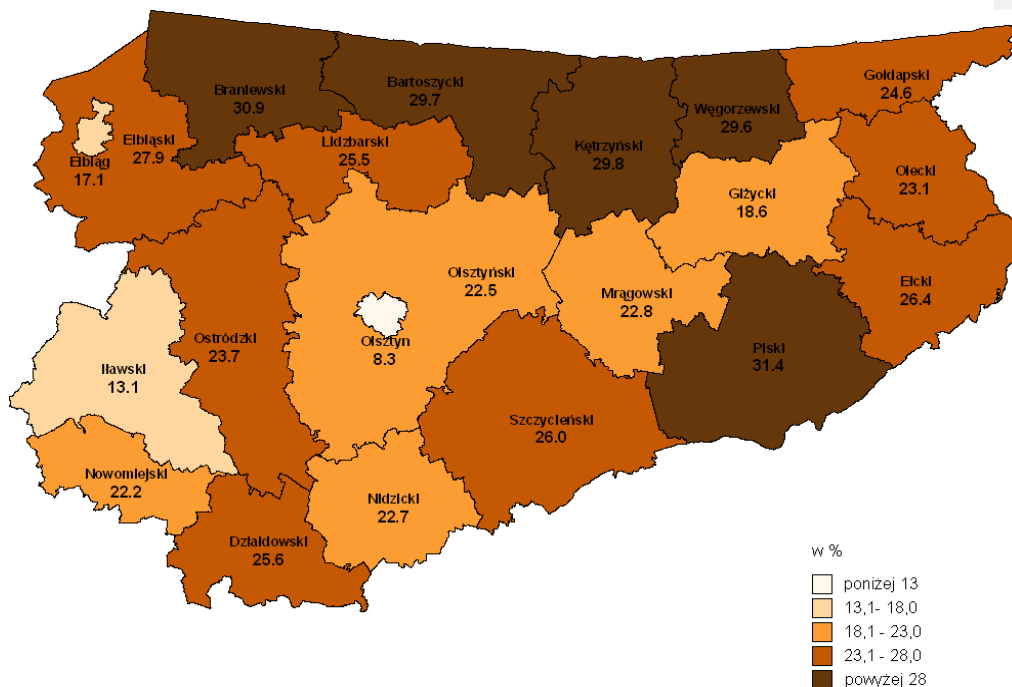 Braniewski
30.9
Bartoszycki
29.7
Gołdapski
24.6
Węgorzewski
29.6
Elbląski
27.9
Elbląg
17.1
Lidzbarski
25.5
Kętrzyński
29.8
Olecki
23.1
Giżycki
18.6
Olsztyński
22.5
Mrągowski
22.8
Ełcki
26.4
Ostródzki
23.7
Olsztyn
8.3
Piski
31.4
Iławski
13.1
Szczycieński
26.0
Nowomiejski
22.2
Nidzicki
22.7
Działdowski
25.6
w %
poniżej 13
13,1- 18,0
18,1 - 23,0
23,1 - 28,0
powyżej 28